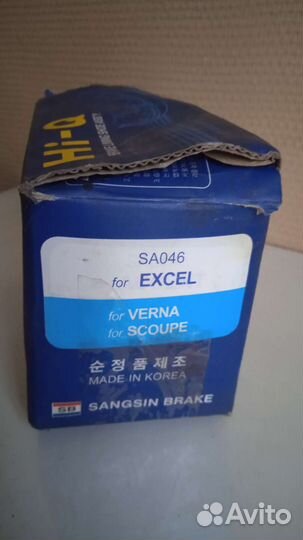 Hi-Q
SA046
for EXCEL
for VERNA
for SCOUPE
순정품제조
MADE IN KOREA
SB
SANGSIN BRAKE
Avito